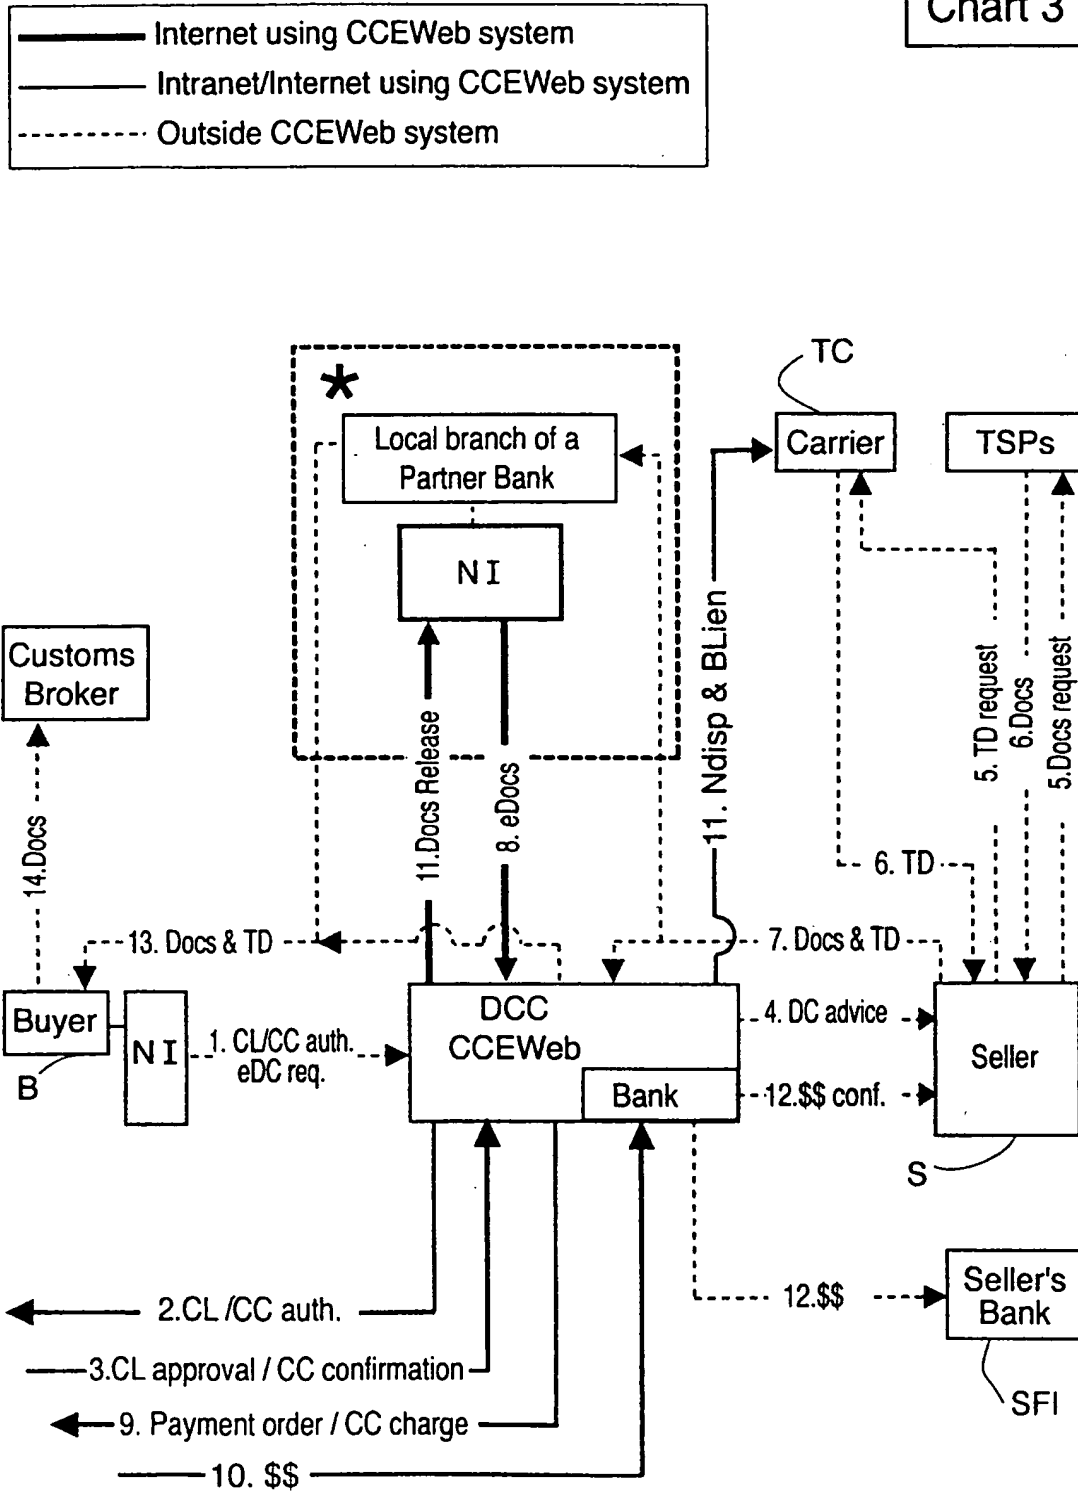 Chart 3
Internet using CCEWeb system
Intranet/Internet using CCEWeb system
Outside CCEWeb system
TC
*
Local branch of a
Partner Bank
Carrier
TSPs
NI
Customs
Broker
11.Docs Release
8. eDocs
11. Ndisp & BLien
5. TD request
6.Docs
5.Docs request
14.Docs
6. TD
13. Docs & TD
7. Docs & TD
Buyer
NI
B
1. CL/CC auth.
eDC req.
DCC
CCEWeb
Bank
4. DC advice
12.$$ conf.
Seller
S
2.CL/CC auth.
3.CL approval / CC confirmation
9. Payment order / CC charge
10. $$
12.$$
Seller's
Bank
SFI